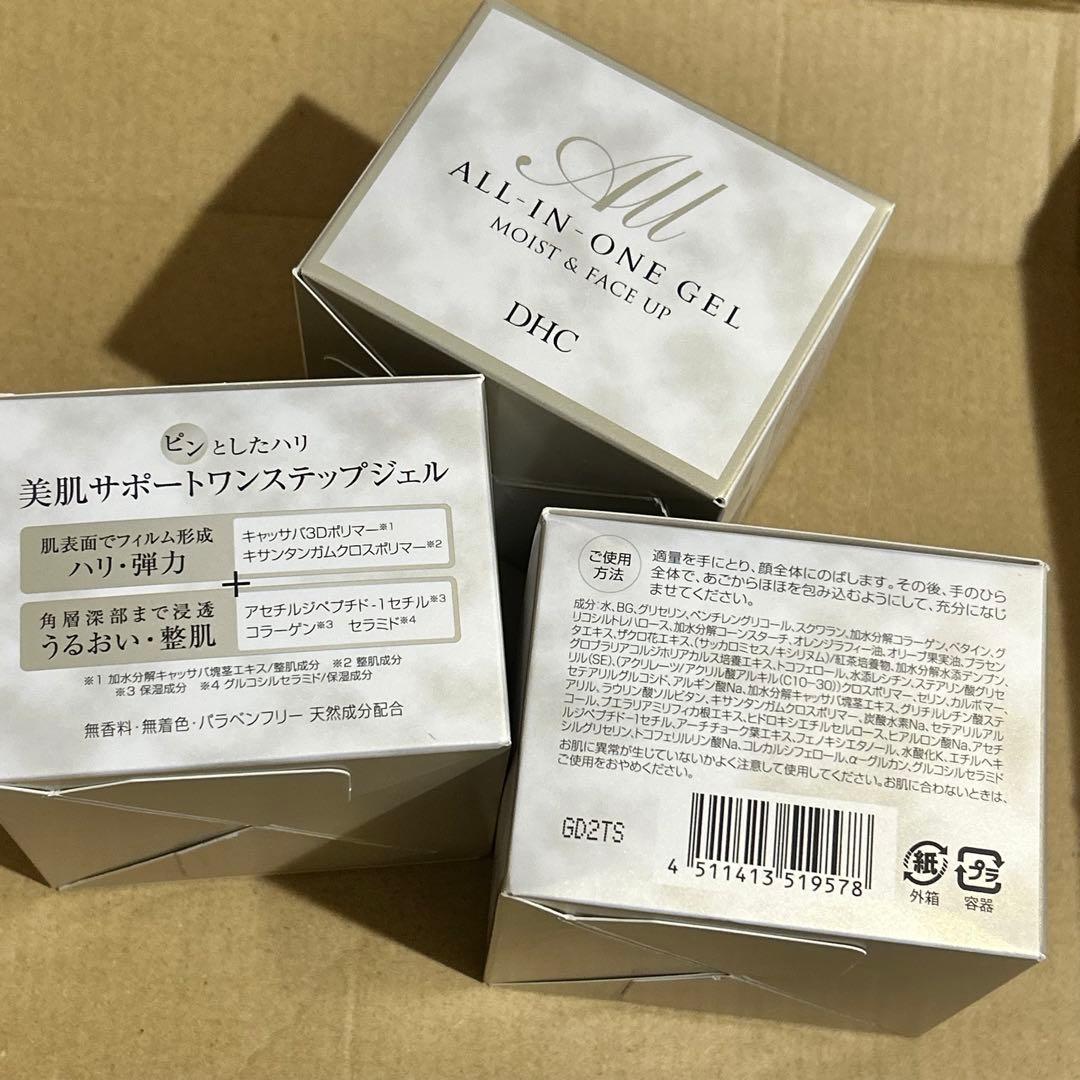 All
ALL-IN-ONE GEL
MOIST & FACE UP
DHC
ピンとしたハリ
美肌サポートワンステップジェル
肌表面でフィルム形成
ハリ・弾力
キャッサバ3Dポリマー※1
キサンタンガムクロスポリマー※2
+
角層深部まで浸透
うるおい・整肌
アセチルジペプチド-1セチル※3
コラーゲン※3 セラミド※4
※1 加水分解キャッサバ塊茎エキス/整肌成分 ※2 整肌成分
※3 保湿成分 ※4 グルコシルセラミド/保湿成分
無香料・無着色・パラベンフリー 天然成分配合
ご使用
方法
適量を手にとり、顔全体にのばします。その後、手のひら
全体で、あごからほほを包み込むようにして、充分になじ
ませてください。
成分:水、BG、グリセリン、ペンチレングリコール、スクワラン、加水分解コラーゲン、ベタイン、グ
リコシルトレハロース、加水分解コーンスターチ、オレンジラフィー油、オリーブ果実油、プラセン
タエキス、ザクロ花エキス、(サッカロミセス/キシリヌム)/紅茶培養物、加水分解水添デンプン、
グロブラリアコルジホリアカルス培養エキス、トコフェロール、水添レシチン、ステアリン酸グリセ
リル(SE)、(アクリレーツ/アクリル酸アルキル(C10-30))クロスポリマー、セリン、カルボマー、
セテアリルグルコシド、アルギン酸Na、加水分解キャッサバ塊茎エキス、グリチルレチン酸ステ
アリル、ラウリン酸ソルビタン、キサンタンガムクロスポリマー、炭酸水素Na、セテアリルアル
コール、プエラリアミリフィカ根エキス、ヒドロキシエチルセルロース、ヒアルロン酸Na、アセチ
ルジペプチド-1セチル、アーチチョーク葉エキス、フェノキシエタノール、水酸化K、エチルヘキ
シルグリセリン、トコフェリルリン酸Na、コレカルシフェロール、α-グルカン、グルコシルセラミド
お肌に異常が生じていないかよく注意して使用してください。お肌に合わないときは、
ご使用をおやめください。
GD2TS
4 511413 519578
紙
外箱
プラ
容器